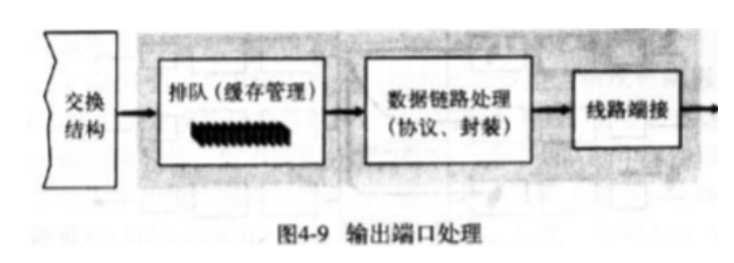 交换
结构
排队（缓存管理）
数据链路处理
（协议、封装）
线路端接
图4-9 输出端口处理